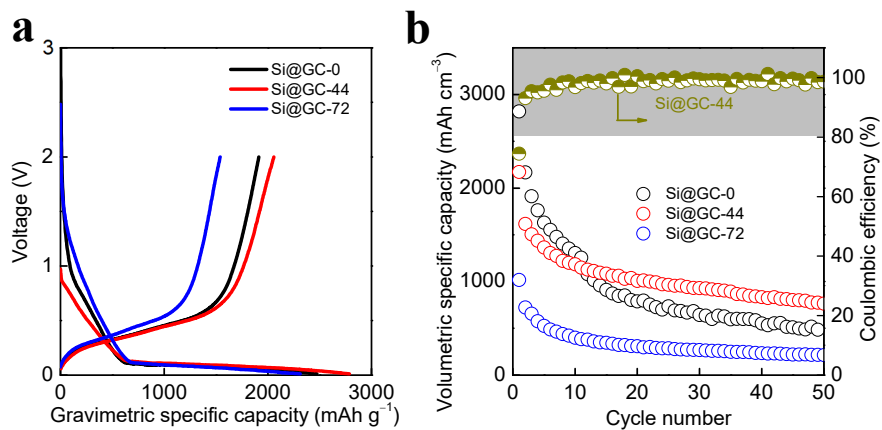 a
3
2
1
0
Voltage (V)
Si@GC-0
Si@GC-44
Si@GC-72
0
1000
2000
3000
Gravimetric specific capacity (mAh g⁻¹)
b
3500
3000
2000
1000
0
Volumetric specific capacity (mAh cm⁻³)
Si@GC-44
Si@GC-0
Si@GC-44
Si@GC-72
100
80
60
40
20
0
Coulombic efficiency (%)
0
10
20
30
40
50
Cycle number